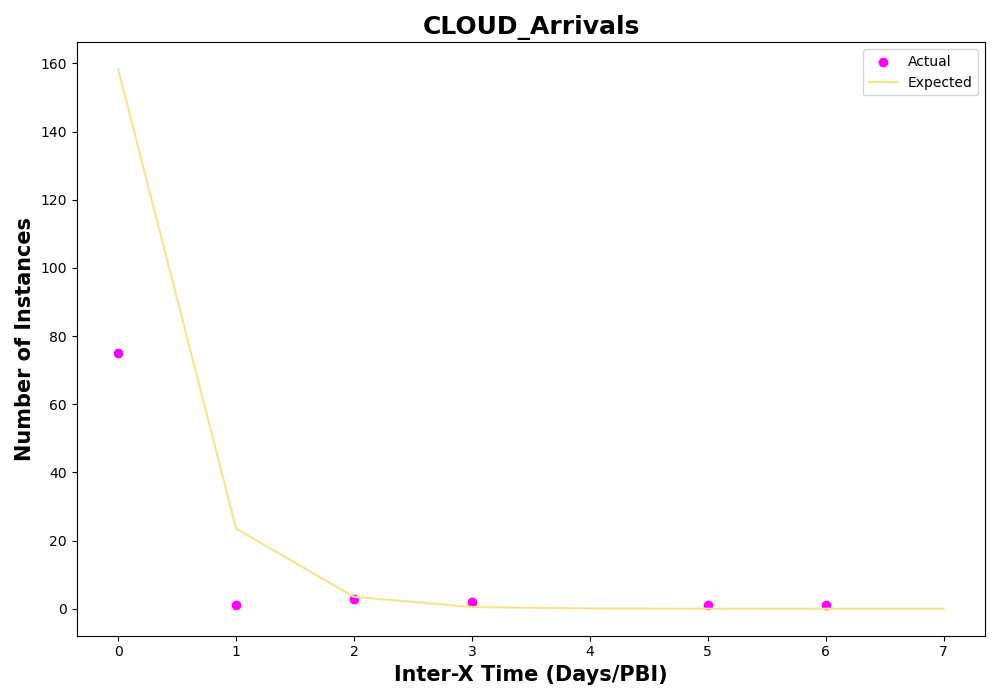 CLOUD_Arrivals
Actual
Expected
Number of Instances
160
140
120
100
80
60
40
20
0
0 1 2 3 4 5 6 7
Inter-X Time (Days/PBI)